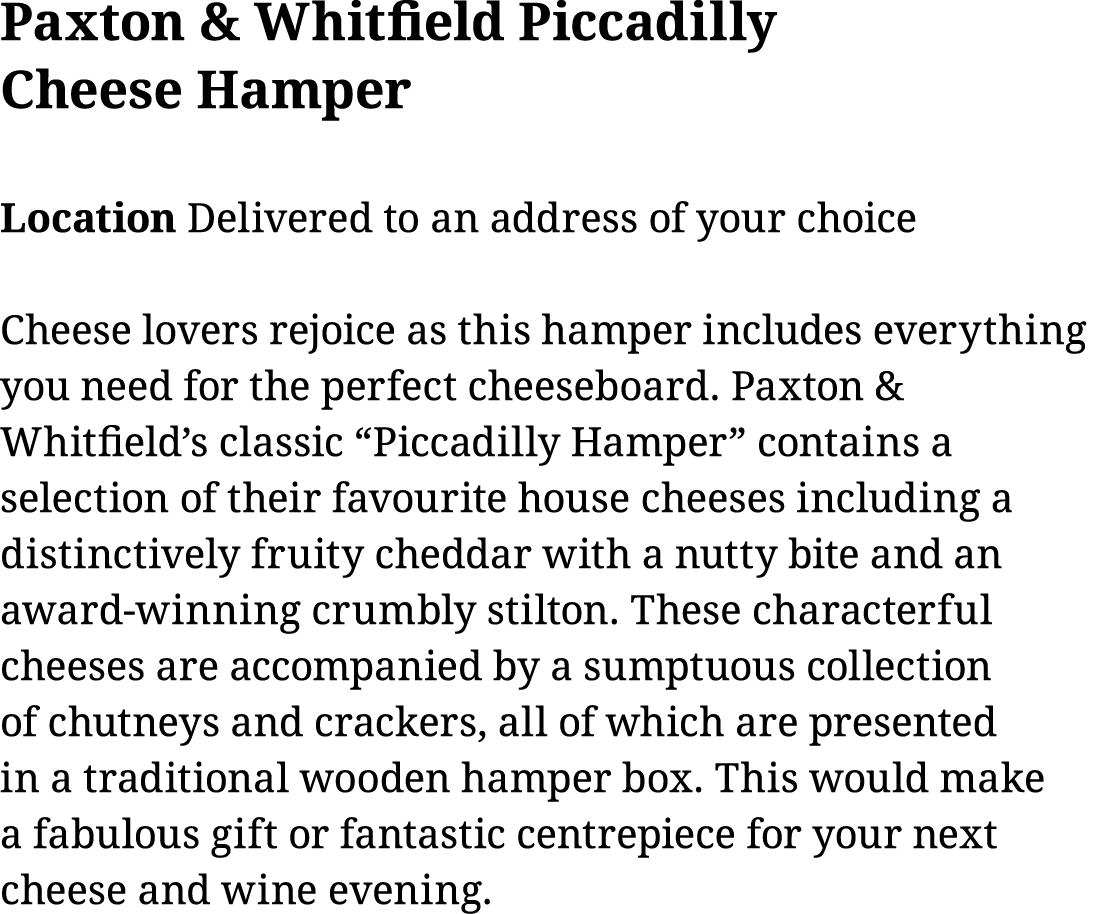 Paxton & Whitfield Piccadilly
Cheese Hamper
Location Delivered to an address of your choice
Cheese lovers rejoice as this hamper includes everything
you need for the perfect cheeseboard. Paxton &
Whitfield’s classic “Piccadilly Hamper” contains a
selection of their favourite house cheeses including a
distinctively fruity cheddar with a nutty bite and an
award-winning crumbly stilton. These characterful
cheeses are accompanied by a sumptuous collection
of chutneys and crackers, all of which are presented
in a traditional wooden hamper box. This would make
a fabulous gift or fantastic centrepiece for your next
cheese and wine evening.